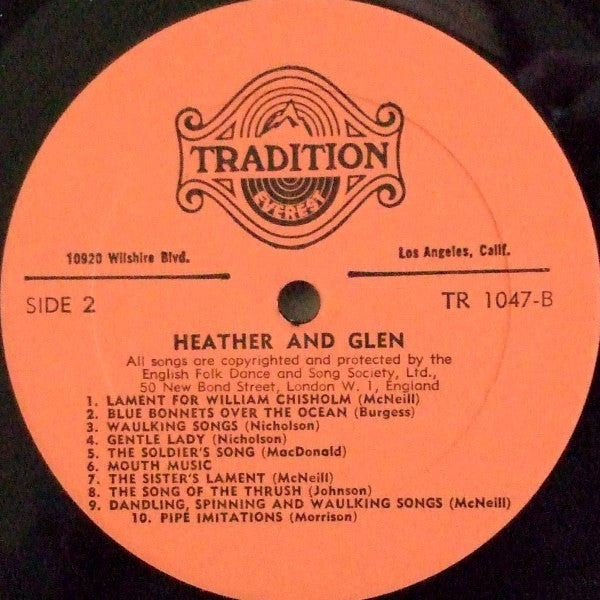 TRADITION
EVEREST
10920 Wilshire Blvd.
Los Angeles, Calif.
SIDE 2
TR 1047-B
HEATHER AND GLEN
All songs are copyrighted and protected by the
English Folk Dance and Song Society, Ltd.,
50 New Bond Street, London W. 1, England
1. LAMENT FOR WILLIAM CHISHOLM (McNeill)
2. BLUE BONNETS OVER THE OCEAN (Burgess)
3. WAULKING SONGS (Nicholson)
4. GENTLE LADY (Nicholson)
5. THE SOLDIER'S SONG (MacDonald)
6. MOUTH MUSIC
7. THE SISTER'S LAMENT (McNeill)
8. THE SONG OF THE THRUSH (Johnson)
9. DANDLING, SPINNING AND WAULKING SONGS (McNeill)
10. PIPE IMITATIONS (Morrison)